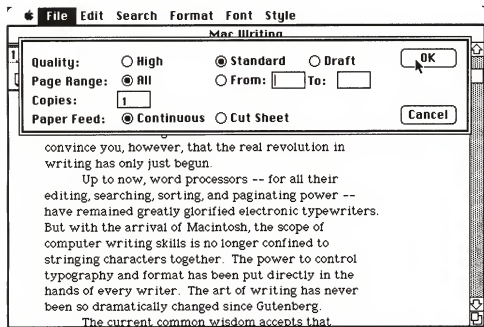 File Edit Search Format Font Style
Mac Writing
Quality: High Standard Draft OK
Page Range: All From: To:
Copies: 1
Paper Feed: Continuous Cut Sheet Cancel
convince you, however, that the real revolution in
writing has only just begun.
Up to now, word processors -- for all their
editing, searching, sorting, and paginating power --
have remained greatly glorified electronic typewriters.
But with the arrival of Macintosh, the scope of
computer writing skills is no longer confined to
stringing characters together. The power to control
typography and format has been put directly in the
hands of every writer. The art of writing has never
been so dramatically changed since Gutenberg.
The current common wisdom accepts that